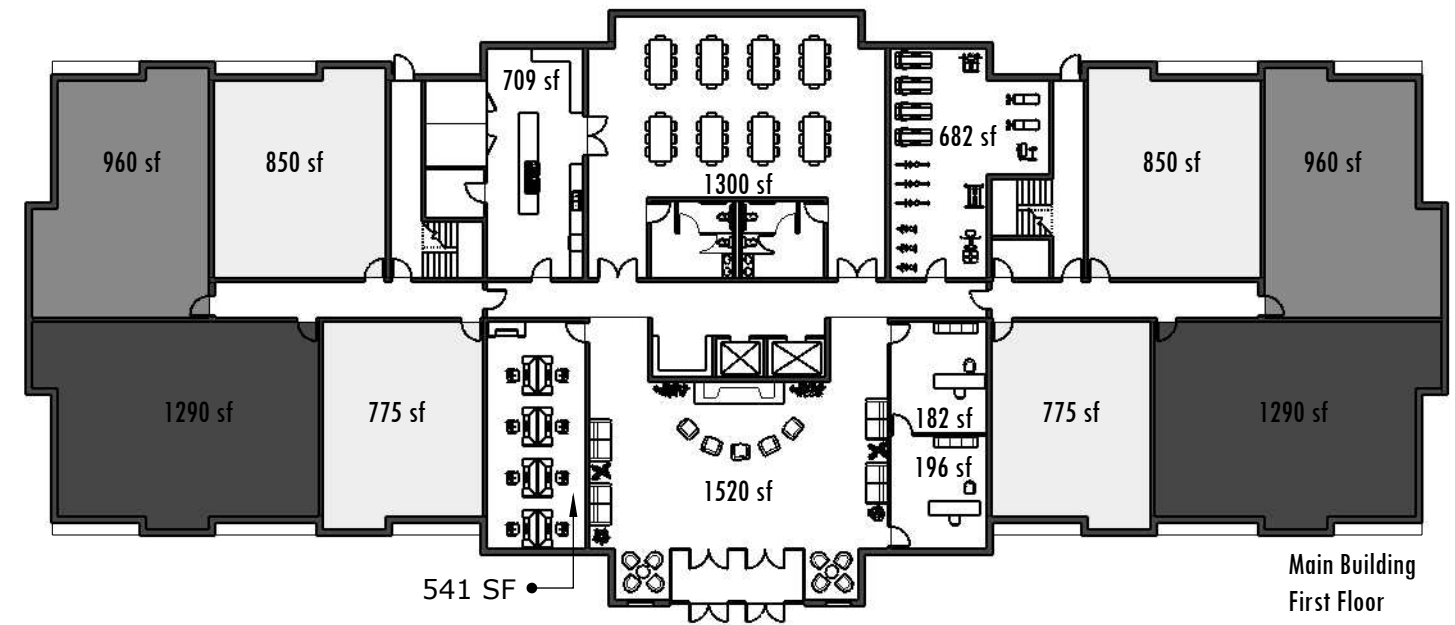 709 sf
682 sf
960 sf
850 sf
1300 sf
850 sf
960 sf
1290 sf
775 sf
182 sf
775 sf
1290 sf
196 sf
1520 sf
541 SF
Main Building
First Floor